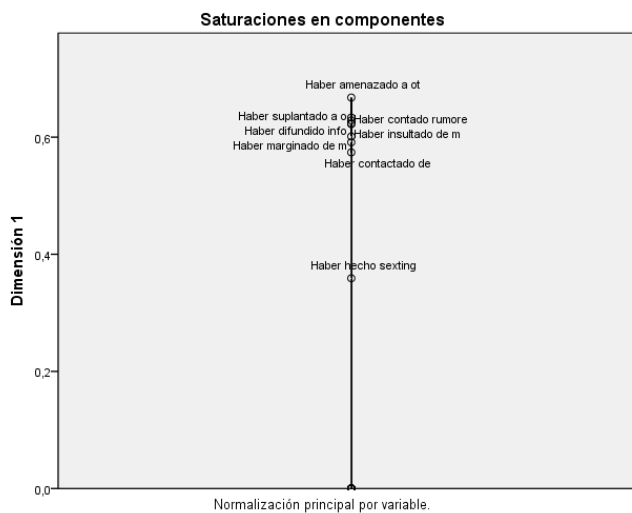 Saturaciones en componentes
Haber amenazado a ot
Haber suplantado a o
Haber contado rumore
Haber difundido info
Haber insultado de m
Haber marginado de m
Haber contactado de
Haber hecho sexting
Dimensión 1
0,6
0,4
0,2
0,0
Normalización principal por variable.